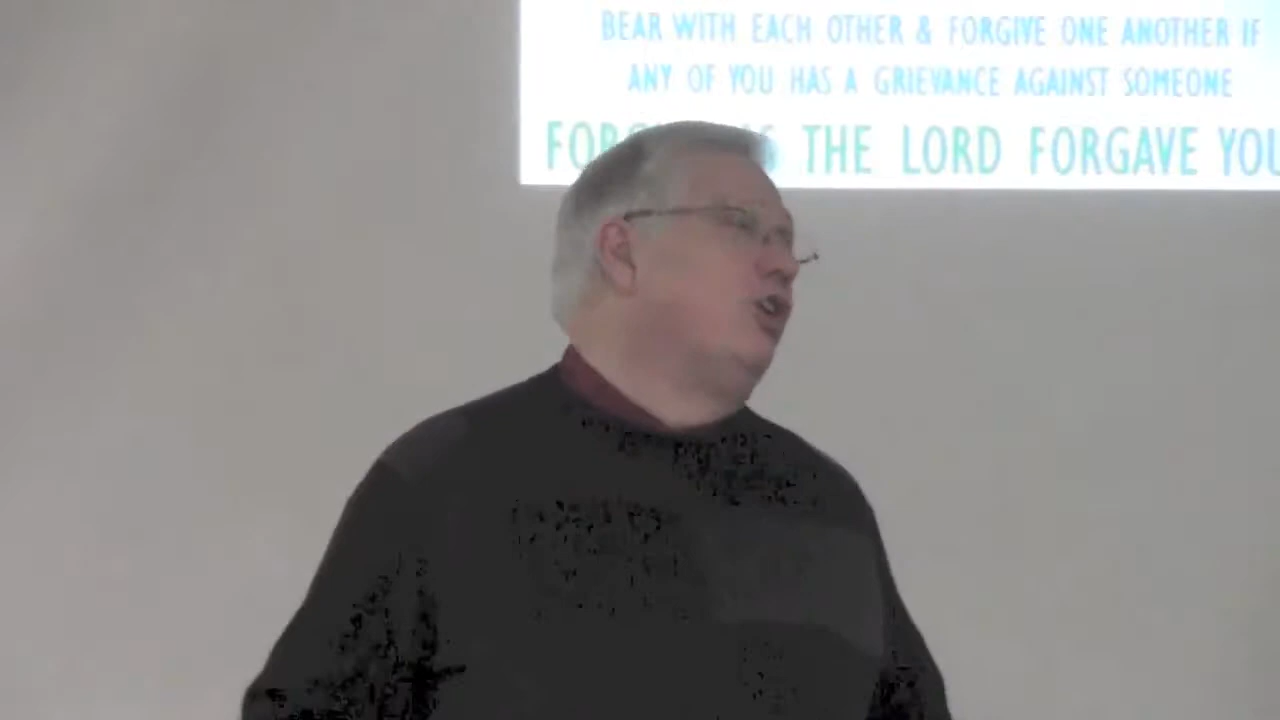 BEAR WITH EACH OTHER & FORGIVE ONE ANOTHER IF
ANY OF YOU HAS A GRIEVANCE AGAINST SOMEONE
THE LORD FORGAVE YOU